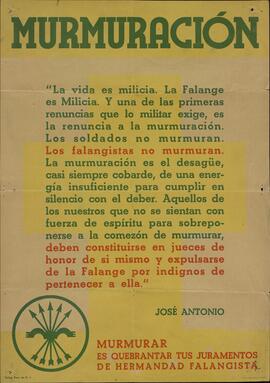 MURMURACIÓN
"La vida es milicia. La Falange
es Milicia. Y una de las primeras
renuncias que lo militar exige, es
la renuncia a la murmuración.
Los soldados no murmuran.
Los falangistas no murmuran.
La murmuración es el desagüe,
casi siempre cobarde, de una ener-
gía insuficiente para cumplir en
silencio con el deber. Aquellos de
los nuestros que no se sientan con
fuerza de espíritu para sobrepo-
nerse a la comezón de murmurar,
deben constituirse en jueces de
honor de si mismo y expulsarse
de la Falange por indignos de
pertenecer a ella."
JOSÉ ANTONIO
MURMURAR
ES QUEBRANTAR TUS JURAMENTOS
DE HERMANDAD FALANGISTA